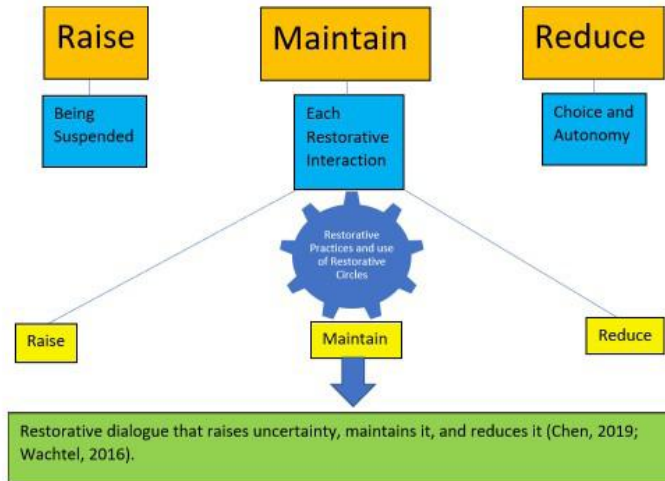 Raise
Maintain
Reduce
Being
Suspended
Each
Restorative
Interaction
Choice and
Autonomy
Restorative
Practices and use
of Restorative
Circles
Raise
Maintain
Reduce
Restorative dialogue that raises uncertainty, maintains it, and reduces it (Chen, 2019;
Wachtel, 2016).